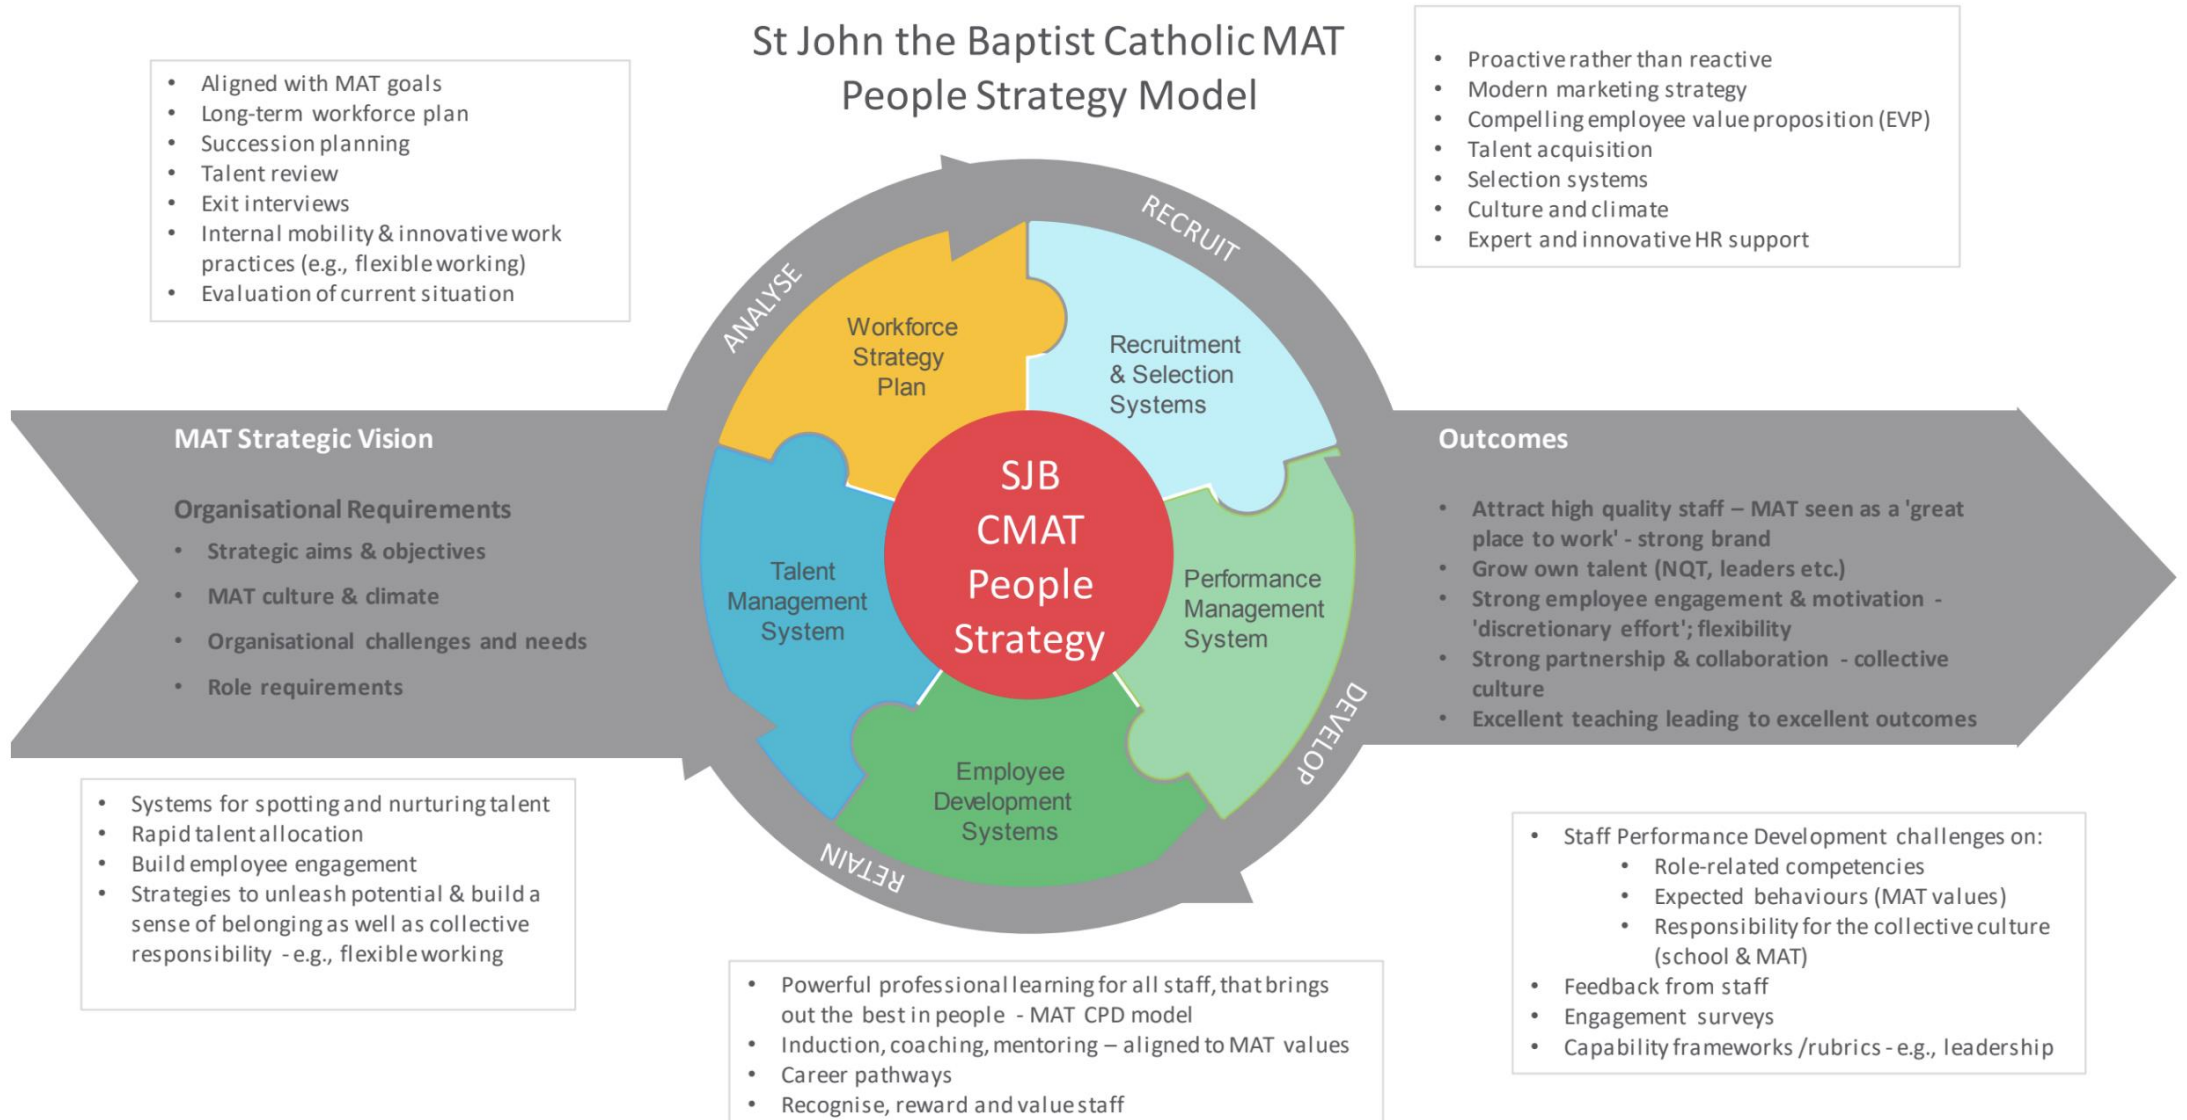 St John the Baptist Catholic MAT
People Strategy Model
• Aligned with MAT goals
• Long-term workforce plan
• Succession planning
• Talent review
• Exit interviews
• Internal mobility & innovative work
practices (e.g., flexible working)
• Evaluation of current situation
• Proactive rather than reactive
• Modern marketing strategy
• Compelling employee value proposition (EVP)
• Talent acquisition
• Selection systems
• Culture and climate
• Expert and innovative HR support
ANALYSE
RECRUIT
DEVELOP
RETAIN
Workforce
Strategy
Plan
Recruitment
& Selection
Systems
Performance
Management
System
Employee
Development
Systems
Talent
Management
System
SJB
CMAT
People
Strategy
MAT Strategic Vision
Organisational Requirements
• Strategic aims & objectives
• MAT culture & climate
• Organisational challenges and needs
• Role requirements
Outcomes
• Attract high quality staff – MAT seen as a 'great
place to work' - strong brand
• Grow own talent (NQT, leaders etc.)
• Strong employee engagement & motivation -
'discretionary effort'; flexibility
• Strong partnership & collaboration - collective
culture
• Excellent teaching leading to excellent outcomes
• Systems for spotting and nurturing talent
• Rapid talent allocation
• Build employee engagement
• Strategies to unleash potential & build a
sense of belonging as well as collective
responsibility - e.g., flexible working
• Powerful professional learning for all staff, that brings
out the best in people - MAT CPD model
• Induction, coaching, mentoring – aligned to MAT values
• Career pathways
• Recognise, reward and value staff
• Staff Performance Development challenges on:
• Role-related competencies
• Expected behaviours (MAT values)
• Responsibility for the collective culture
(school & MAT)
• Feedback from staff
• Engagement surveys
• Capability frameworks /rubrics - e.g., leadership